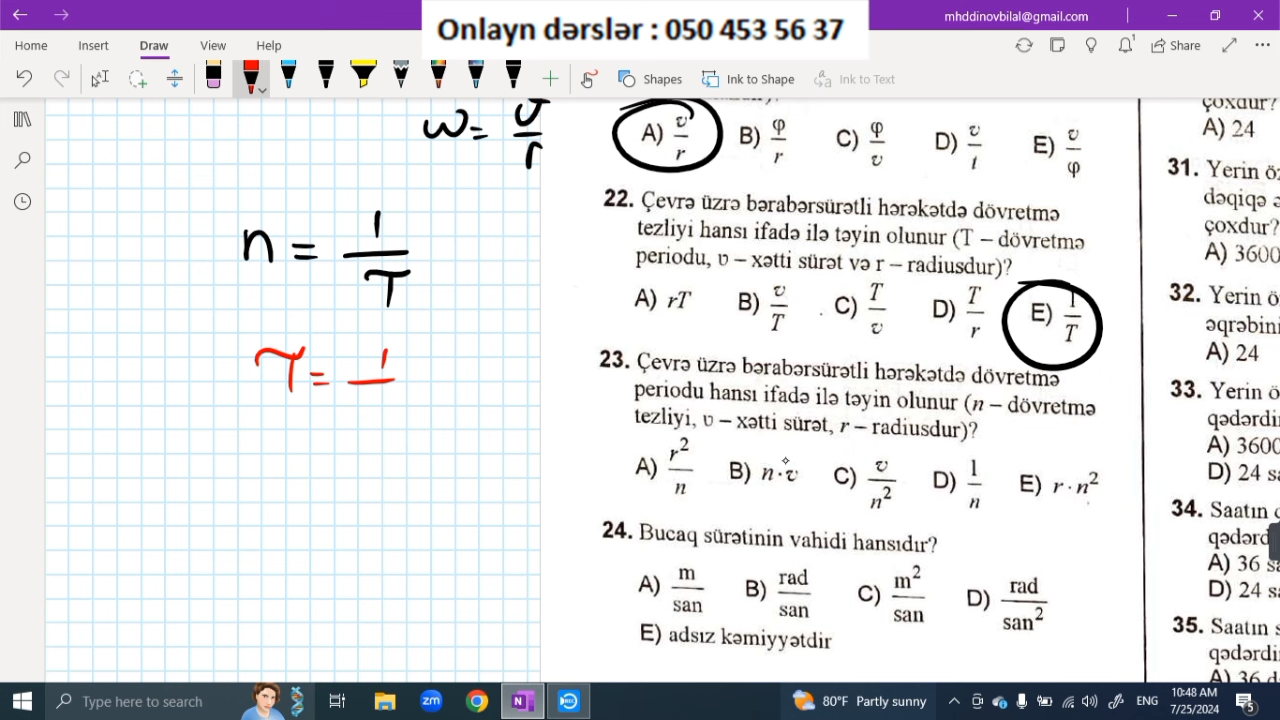 Onlayn dərslər : 050 453 56 37
mhddinovbilal@gmail.com
Home Insert Draw View Help
Share
Shapes Ink to Shape Ink to Text
ω = v/r
n = 1/T
T = 1
A) v/r B) φ/r C) φ/v D) v/t E) v/φ
22. Çevrə üzrə bərabərsürətli hərəkətdə dövretmə
tezliyi hansı ifadə ilə təyin olunur (T – dövretmə
periodu, υ – xətti sürət və r – radiusdur)?
A) rT B) υ/T C) T/υ D) T/r E) 1/T
23. Çevrə üzrə bərabərsürətli hərəkətdə dövretmə
periodu hansı ifadə ilə təyin olunur (n – dövretmə
tezliyi, υ – xətti sürət, r – radiusdur)?
A) r²/n B) n·υ C) υ/n² D) 1/n E) r·n²
24. Bucaq sürətinin vahidi hansıdır?
A) m/san B) rad/san C) m²/san D) rad/san²
E) adsız kəmiyyətdir
çoxdur?
A) 24
31. Yerin öz
dəqiqə ə
çoxdur?
A) 3600
32. Yerin ö
əqrəbini
A) 24
33. Yerin ö
qədərdi
A) 3600
D) 24 sa
34. Saatın
qədərd
A) 36 sa
D) 24 s
35. Saatın s
qədərdi
A) 36
Type here to search
zm
80°F Partly sunny
ENG
10:48 AM
7/25/2024
5